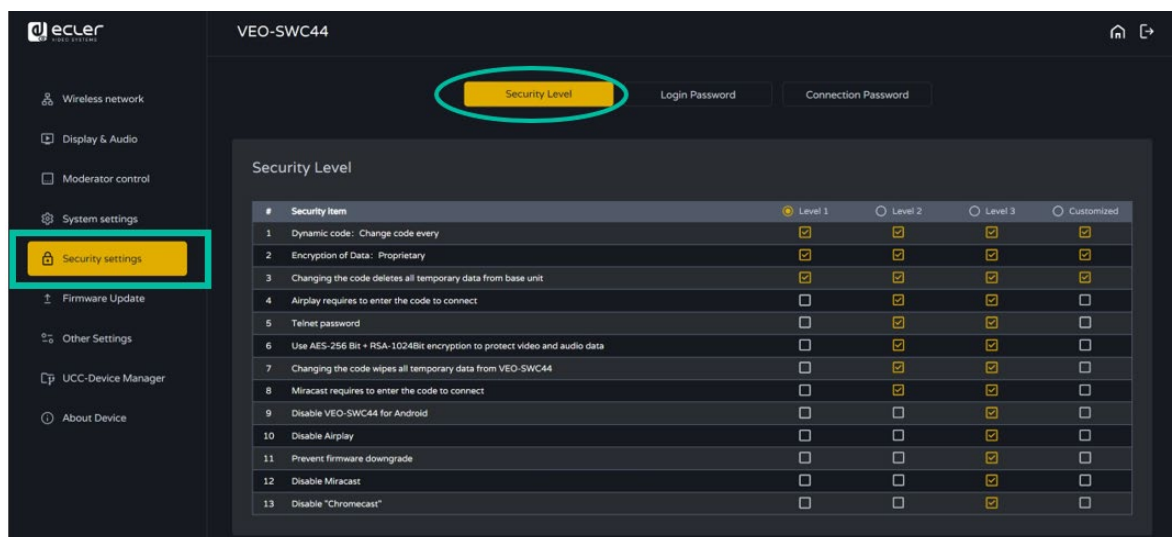 ecler
VIDEO SYSTEMS
VEO-SWC44
Wireless network
Display & Audio
Moderator control
System settings
Security settings
Firmware Update
Other Settings
UCC-Device Manager
About Device
Security Level Login Password Connection Password
Security Level
# Security Item Level 1 Level 2 Level 3 Customized
1 Dynamic code: Change code every
2 Encryption of Data: Proprietary
3 Changing the code deletes all temporary data from base unit
4 Airplay requires to enter the code to connect
5 Telnet password
6 Use AES-256 Bit + RSA-1024Bit encryption to protect video and audio data
7 Changing the code wipes all temporary data from VEO-SWC44
8 Miracast requires to enter the code to connect
9 Disable VEO-SWC44 for Android
10 Disable Airplay
11 Prevent firmware downgrade
12 Disable Miracast
13 Disable "Chromecast"